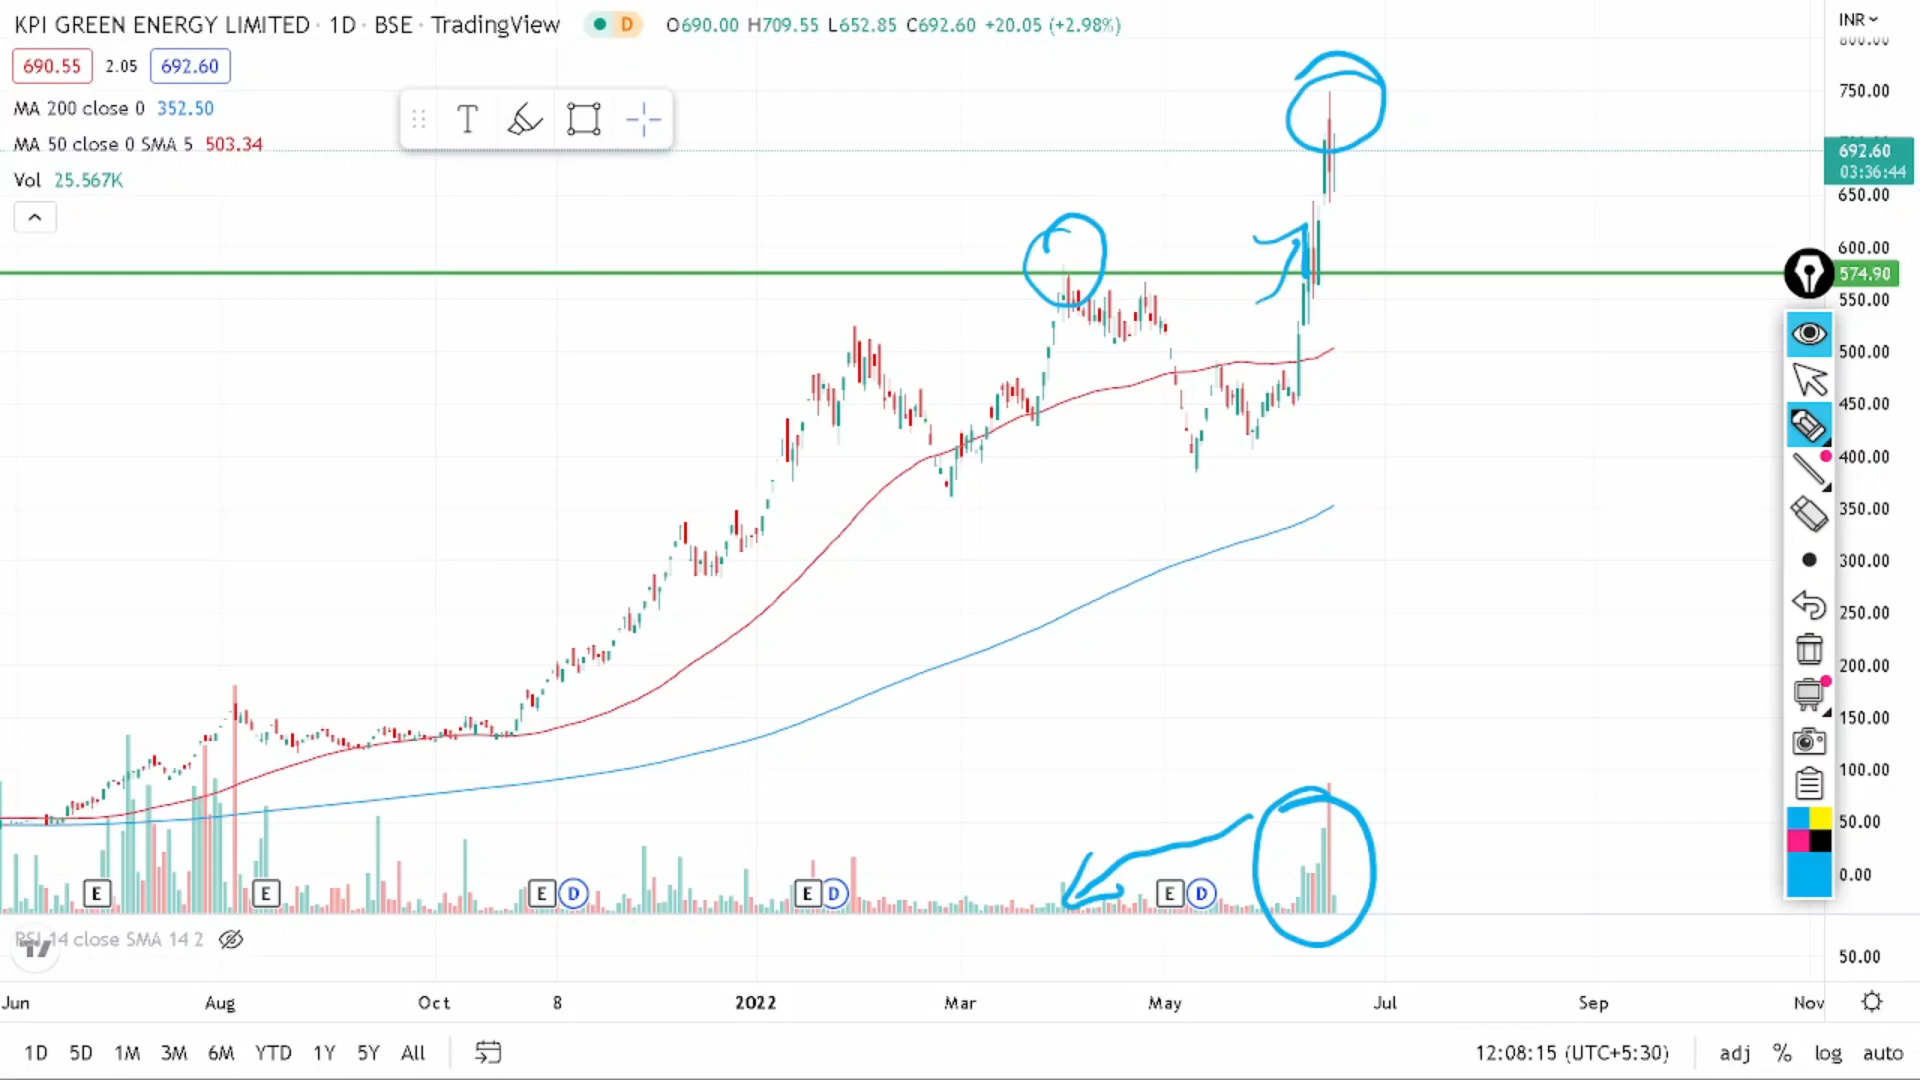 KPI GREEN ENERGY LIMITED · 1D · BSE · TradingView D O690.00 H709.55 L652.85 C692.60 +20.05 (+2.98%)
INR
800.00
690.55 2.05 692.60
MA 200 close 0 352.50
MA 50 close 0 SMA 5 503.34
Vol 25.567K
T
750.00
692.60
03:36:44
650.00
600.00
574.90
550.00
500.00
450.00
400.00
350.00
300.00
250.00
200.00
150.00
100.00
50.00
0.00
E E E D E D E D
RSI 14 close SMA 14 2
50.00
Jun Aug Oct 8 2022 Mar May Jul Sep Nov
1D 5D 1M 3M 6M YTD 1Y 5Y All 12:08:15 (UTC+5:30) adj % log auto